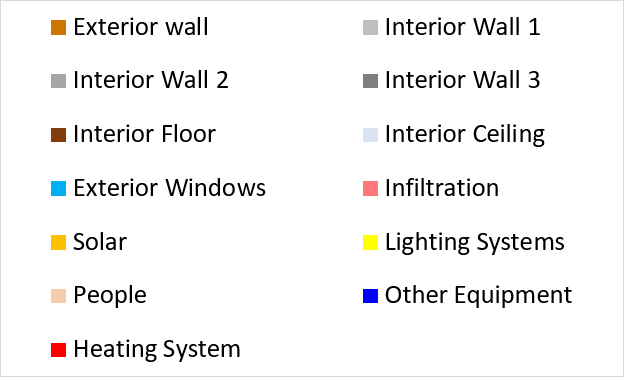 Exterior wall
Interior Wall 1
Interior Wall 2
Interior Wall 3
Interior Floor
Interior Ceiling
Exterior Windows
Infiltration
Solar
Lighting Systems
People
Other Equipment
Heating System